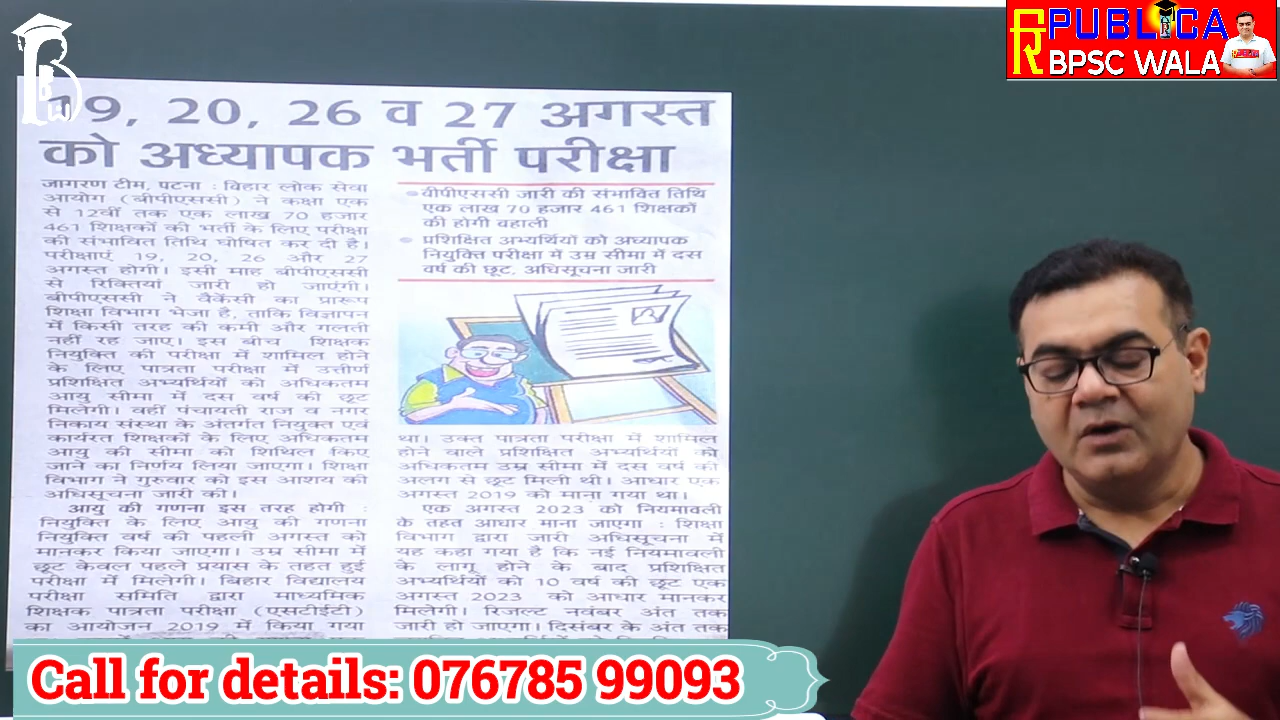 PUBLICA
BPSC WALA
19, 20, 26 व 27 अगस्त
को अध्यापक भर्ती परीक्षा
जागरण टीम, पटना : बिहार लोक सेवा
आयोग (बीपीएससी) ने कक्षा एक
से 12वीं तक एक लाख 70 हजार
461 शिक्षकों की भर्ती के लिए परीक्षा
की संभावित तिथि घोषित कर दी है।
परीक्षाएं 19, 20, 26 और 27
अगस्त होगी। इसी माह बीपीएससी
से रिक्तियां जारी हो जाएंगी।
बीपीएससी ने वैकेंसी का प्रारूप
शिक्षा विभाग भेजा है, ताकि विज्ञापन
में किसी तरह की कमी और गलती
नहीं रह जाए। इस बीच शिक्षक
नियुक्ति की परीक्षा में शामिल होने
के लिए पात्रता परीक्षा में उत्तीर्ण
प्रशिक्षित अभ्यर्थियों को अधिकतम
आयु सीमा में दस वर्ष की छूट
मिलेगी। वहीं पंचायती राज व नगर
निकाय संस्था के अंतर्गत नियुक्त एवं
कार्यरत शिक्षकों के लिए अधिकतम
आयु की सीमा को शिथिल किए
जाने का निर्णय लिया जाएगा। शिक्षा
विभाग ने गुरुवार को इस आशय की
अधिसूचना जारी की।
आयु की गणना इस तरह होगी :
नियुक्ति के लिए आयु की गणना
नियुक्ति वर्ष की पहली अगस्त को
मानकर किया जाएगा। उम्र सीमा में
छूट केवल पहले प्रयास के तहत हुई
परीक्षा में मिलेगी। बिहार विद्यालय
परीक्षा समिति द्वारा माध्यमिक
शिक्षक पात्रता परीक्षा (एसटीईटी)
का आयोजन 2019 में किया गया
बीपीएससी जारी की संभावित तिथि
एक लाख 70 हजार 461 शिक्षकों
की होगी बहाली
प्रशिक्षित अभ्यर्थियों को अध्यापक
नियुक्ति परीक्षा में उम्र सीमा में दस
वर्ष की छूट, अधिसूचना जारी
था। उक्त पात्रता परीक्षा में शामिल
होने वाले प्रशिक्षित अभ्यर्थियों को
अधिकतम उम्र सीमा में दस वर्ष की
अलग से छूट मिली थी। आधार एक
अगस्त 2019 को माना गया था।
एक अगस्त 2023 को नियमावली
के तहत आधार माना जाएगा : शिक्षा
विभाग द्वारा जारी अधिसूचना में
यह कहा गया है कि नई नियमावली
के लागू होने के बाद प्रशिक्षित
अभ्यर्थियों को 10 वर्ष की छूट एक
अगस्त 2023 को आधार मानकर
मिलेगी। रिजल्ट नवंबर अंत तक
जारी हो जाएगा। दिसंबर के अंत तक
Call for details: 076785 99093